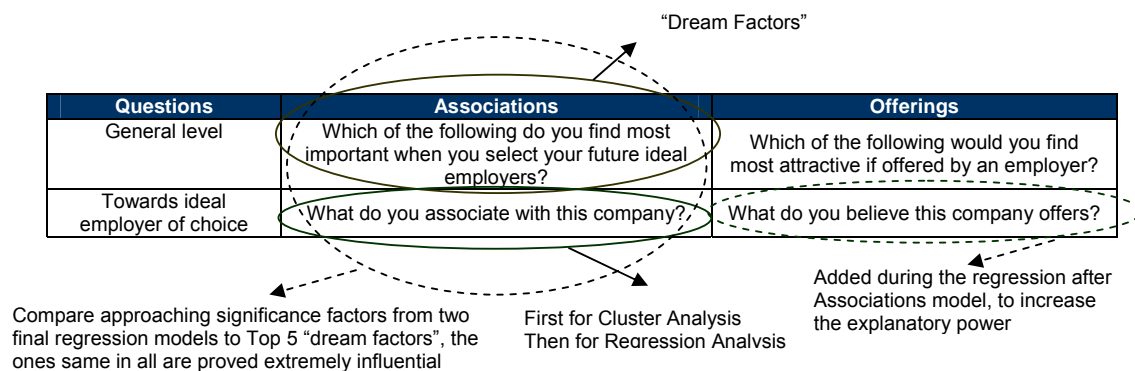 “Dream Factors”
Questions
Associations
Offerings
General level
Which of the following do you find most
important when you select your future ideal
employers?
Which of the following would you find
most attractive if offered by an employer?
Towards ideal
employer of choice
What do you associate with this company?
What do you believe this company offers?
Compare approaching significance factors from two
final regression models to Top 5 “dream factors”, the
ones same in all are proved extremely influential
First for Cluster Analysis
Then for Regression Analysis
Added during the regression after
Associations model, to increase
the explanatory power